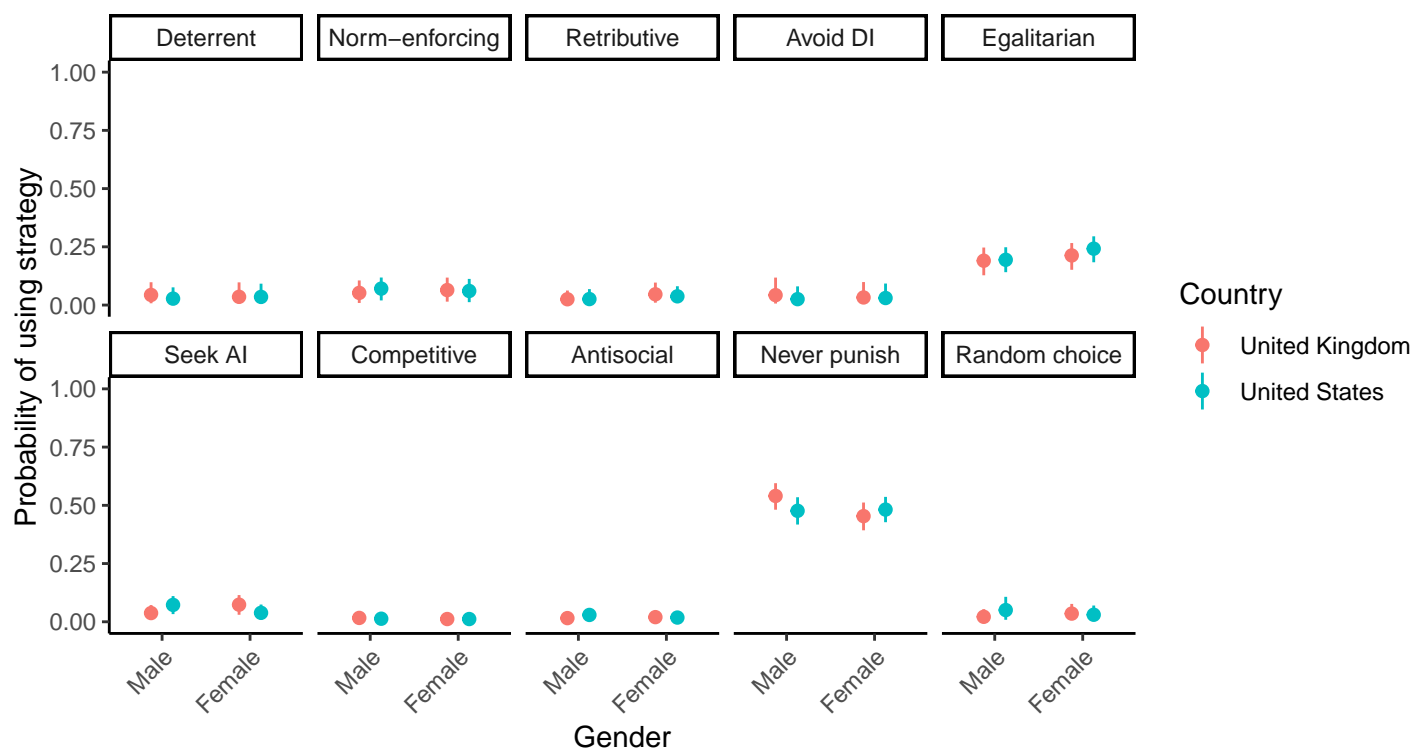 Deterrent
Norm−enforcing
Retributive
Avoid DI
Egalitarian
1.00
0.75
0.50
0.25
0.00
Seek AI
Competitive
Antisocial
Never punish
Random choice
1.00
0.75
0.50
0.25
0.00
Male
Female
Male
Female
Male
Female
Male
Female
Male
Female
Gender
Probability of using strategy
Country
United Kingdom
United States